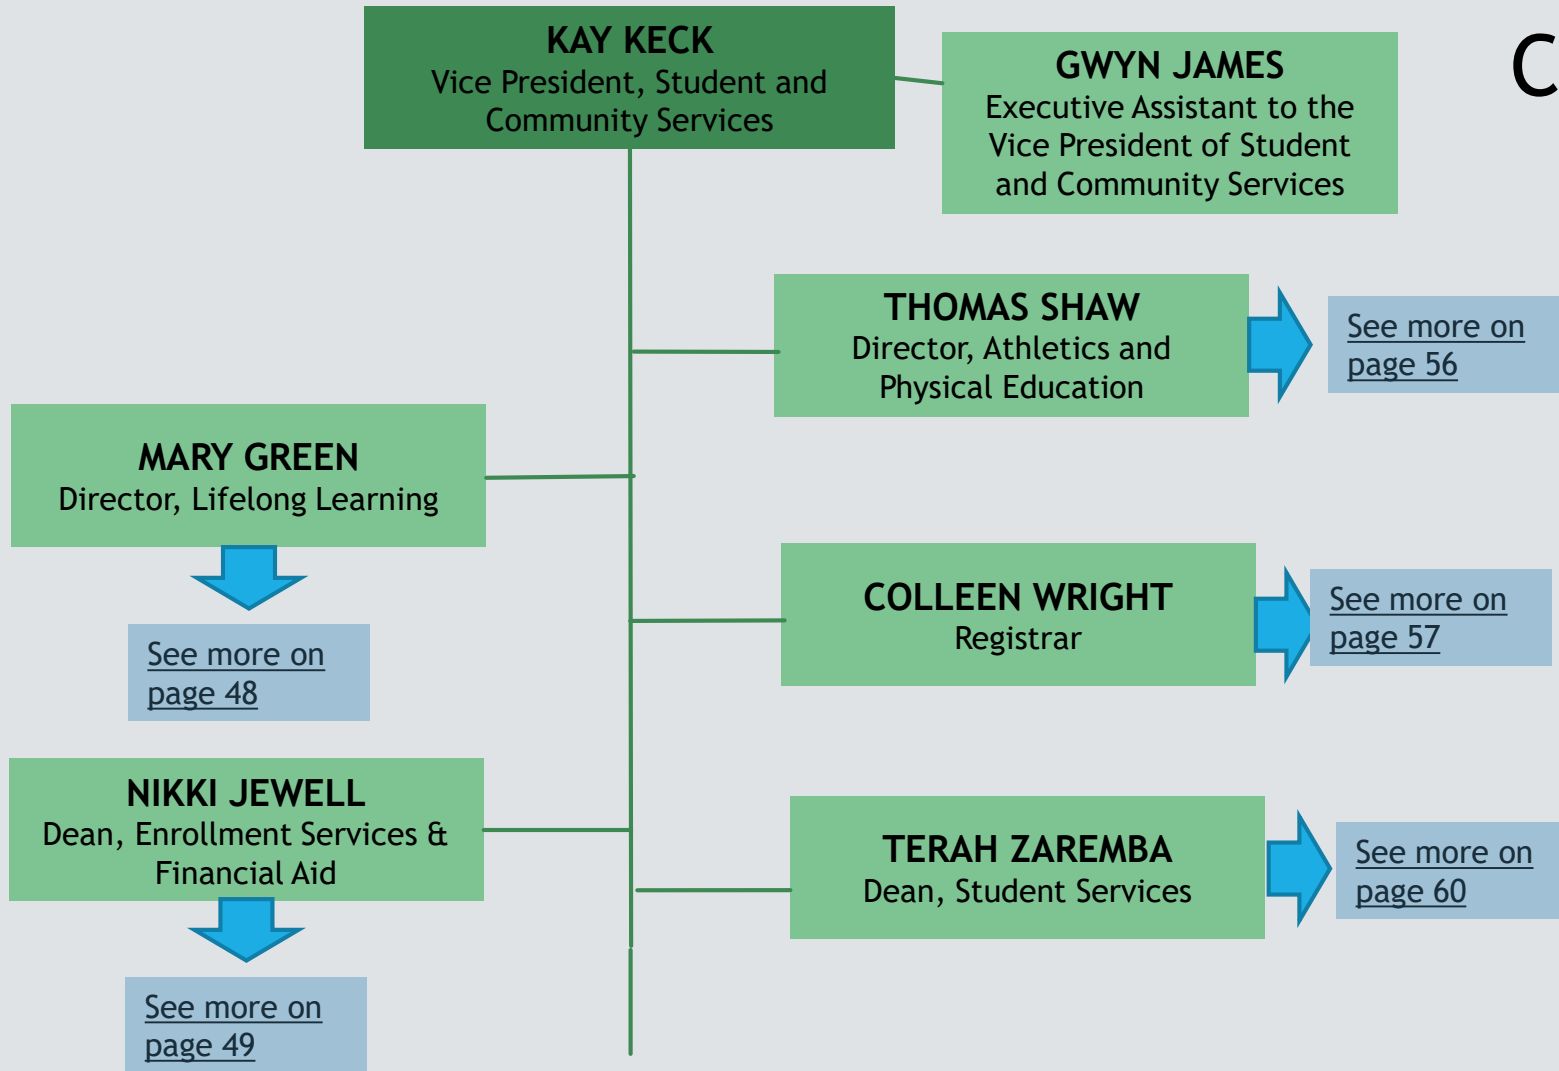 KAY KECK
Vice President, Student and
Community Services
GWYN JAMES
Executive Assistant to the
Vice President of Student
and Community Services
C
THOMAS SHAW
Director, Athletics and
Physical Education
See more on
page 56
MARY GREEN
Director, Lifelong Learning
See more on
page 48
COLLEEN WRIGHT
Registrar
See more on
page 57
NIKKI JEWELL
Dean, Enrollment Services &
Financial Aid
See more on
page 49
TERAH ZAREMBA
Dean, Student Services
See more on
page 60